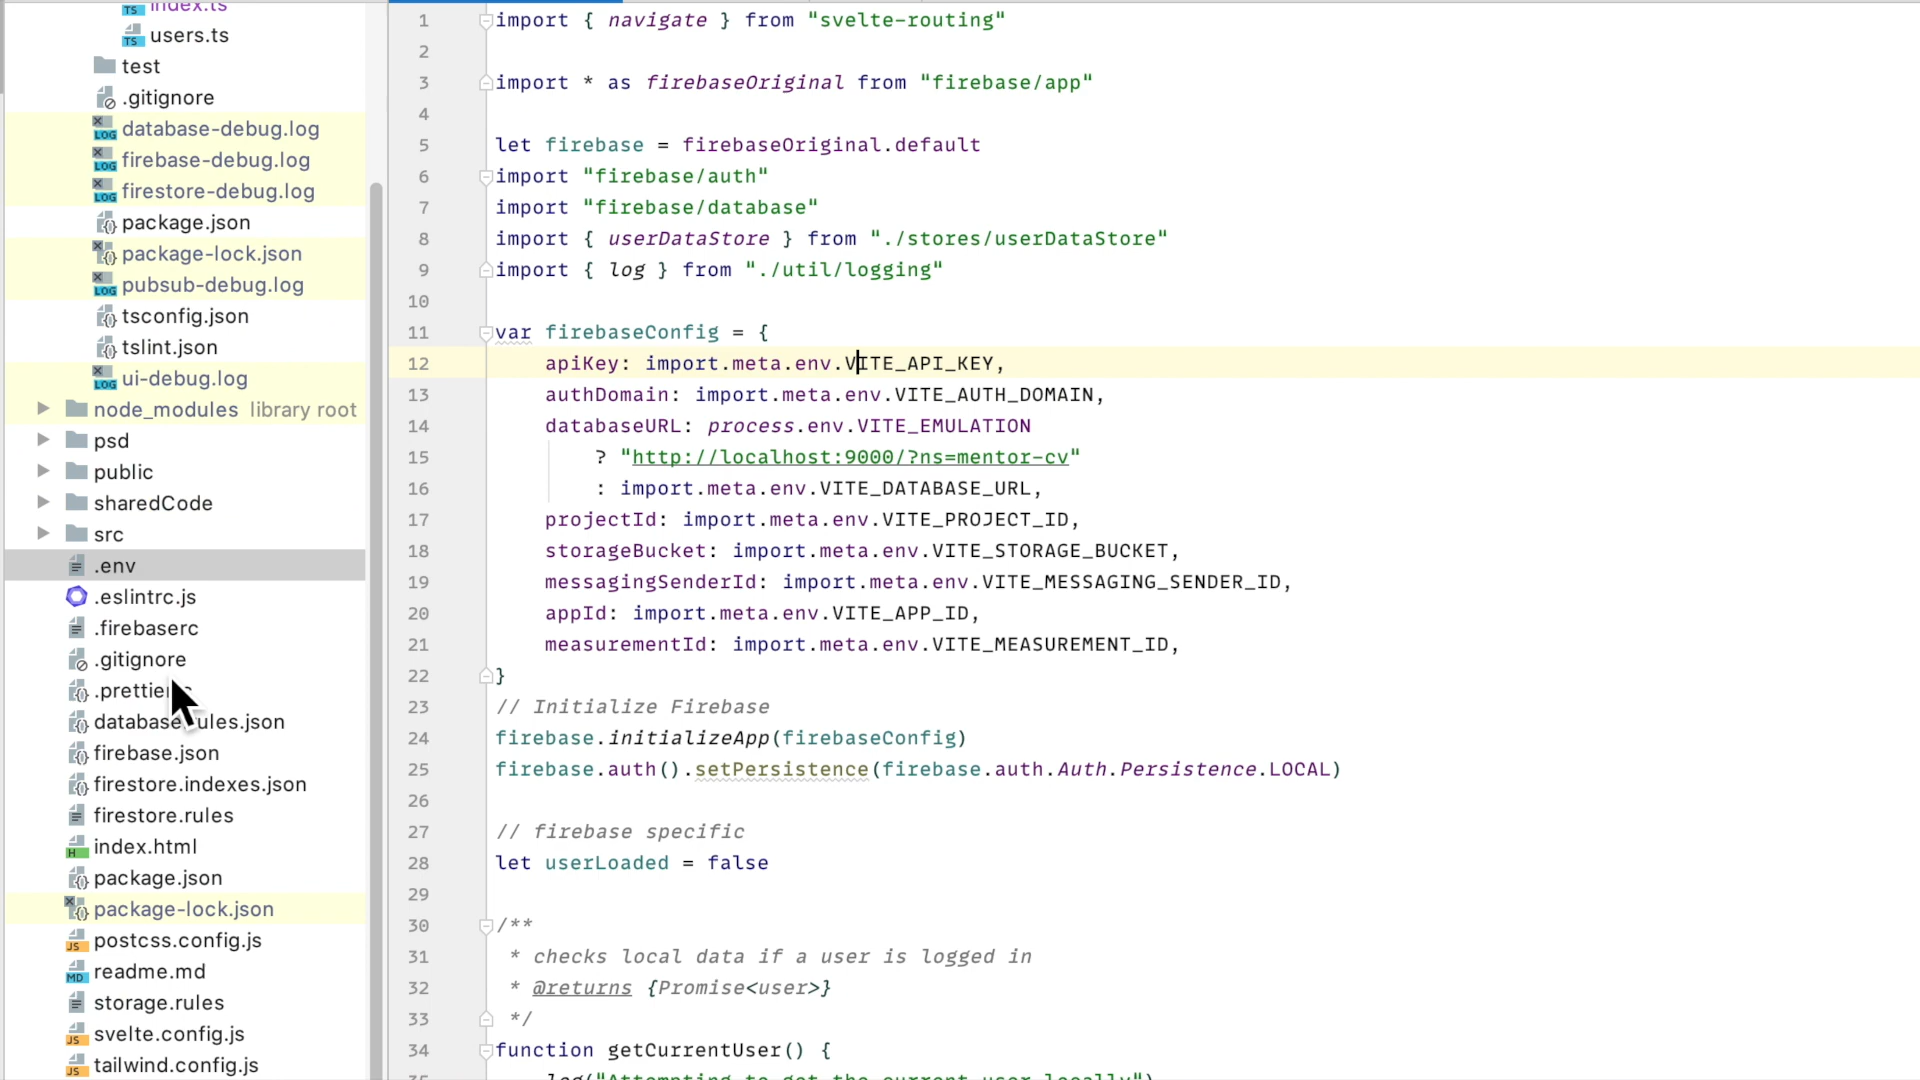 index.ts
users.ts
test
.gitignore
database-debug.log
firebase-debug.log
firestore-debug.log
package.json
package-lock.json
pubsub-debug.log
tsconfig.json
tslint.json
ui-debug.log
node_modules library root
psd
public
sharedCode
src
.env
.eslintrc.js
.firebaserc
.gitignore
database.rules.json
firebase.json
firestore.indexes.json
firestore.rules
index.html
package.json
package-lock.json
postcss.config.js
readme.md
storage.rules
svelte.config.js
tailwind.config.js
1 import { navigate } from "svelte-routing"
2
3 import * as firebaseOriginal from "firebase/app"
4
5 let firebase = firebaseOriginal.default
6 import "firebase/auth"
7 import "firebase/database"
8 import { userDataStore } from "./stores/userDataStore"
9 import { log } from "./util/logging"
10
11 var firebaseConfig = {
12 apiKey: import.meta.env.VITE_API_KEY,
13 authDomain: import.meta.env.VITE_AUTH_DOMAIN,
14 databaseURL: process.env.VITE_EMULATION
15 ? "http://localhost:9000/?ns=mentor-cv"
16 : import.meta.env.VITE_DATABASE_URL,
17 projectId: import.meta.env.VITE_PROJECT_ID,
18 storageBucket: import.meta.env.VITE_STORAGE_BUCKET,
19 messagingSenderId: import.meta.env.VITE_MESSAGING_SENDER_ID,
20 appId: import.meta.env.VITE_APP_ID,
21 measurementId: import.meta.env.VITE_MEASUREMENT_ID,
22 }
23 // Initialize Firebase
24 firebase.initializeApp(firebaseConfig)
25 firebase.auth().setPersistence(firebase.auth.Auth.Persistence.LOCAL)
26
27 // firebase specific
28 let userLoaded = false
29
30 /**
31 * checks local data if a user is logged in
32 * @returns {Promise<user>}
33 */
34 function getCurrentUser() {
log("Attempting to get the current user locally")